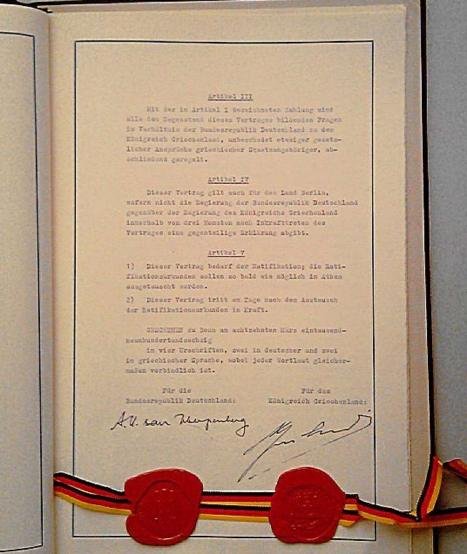 Artikel III
Mit der in Artikel I bezeichneten Zahlung sind
alle den Gegenstand dieses Vertrages bildenden Fragen
im Verhältnis der Bundesrepublik Deutschland zu dem
Königreich Griechenland, unbeschadet etwaiger gesetz-
licher Ansprüche griechischer Staatsangehöriger, ab-
schließend geregelt.
Artikel IV
Dieser Vertrag gilt auch für das Land Berlin,
sofern nicht die Regierung der Bundesrepublik Deutschland
gegenüber der Regierung des Königreichs Griechenland
innerhalb von drei Monaten nach Inkrafttreten des
Vertrages eine gegenteilige Erklärung abgibt.
Artikel V
1) Dieser Vertrag bedarf der Ratifikation; die Rati-
fikationsurkunden sollen so bald wie möglich in Athen
ausgetauscht werden.
2) Dieser Vertrag tritt am Tage nach dem Austausch
der Ratifikationsurkunden in Kraft.
GESCHEHEN zu Bonn am achtzehnten März eintausend-
neunhundertundsechzig
in vier Urschriften, zwei in deutscher und zwei
in griechischer Sprache, wobei jeder Wortlaut gleicher-
maßen verbindlich ist.
Für die Für das
Bundesrepublik Deutschland: Königreich Griechenland: